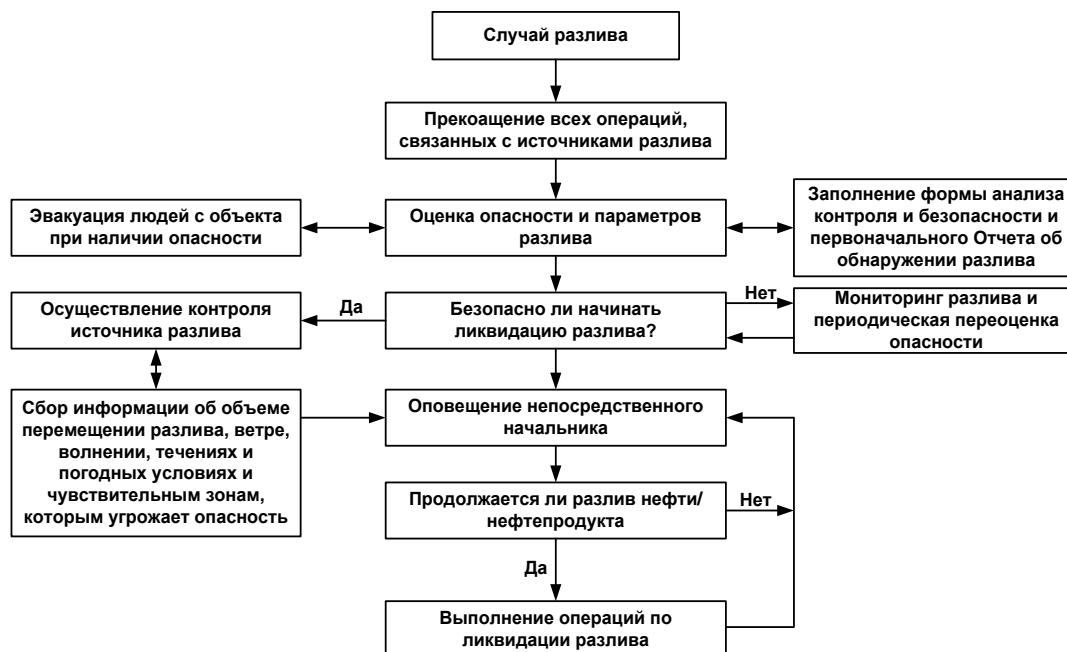 Случай разлива
Прекоащение всех операций,
связанных с источниками разлива
Эвакуация людей с объекта
при наличии опасности
Оценка опасности и параметров
разлива
Заполнение формы анализа
контроля и безопасности и
первоначального Отчета об
обнаружении разлива
Осуществление контроля
источника разлива
Да
Безопасно ли начинать
ликвидацию разлива?
Нет
Мониторинг разлива и
периодическая переоценка
опасности
Сбор информации об объеме
перемещении разлива, ветре,
волнении, течениях и
погодных условиях и
чувствительным зонам,
которым угрожает опасность
Оповещение непосредственного
начальника
Продолжается ли разлив нефти/
нефтепродукта
Нет
Да
Выполнение операций по
ликвидации разлива